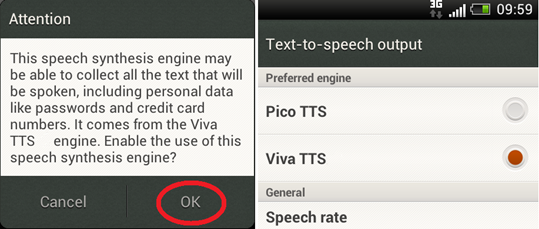 Attention
This speech synthesis engine may
be able to collect all the text that will
be spoken, including personal data
like passwords and credit card
numbers. It comes from the Viva
TTS engine. Enable the use of this
speech synthesis engine?
Cancel
OK
3G
09:59
Text-to-speech output
Preferred engine
Pico TTS
Viva TTS
General
Speech rate